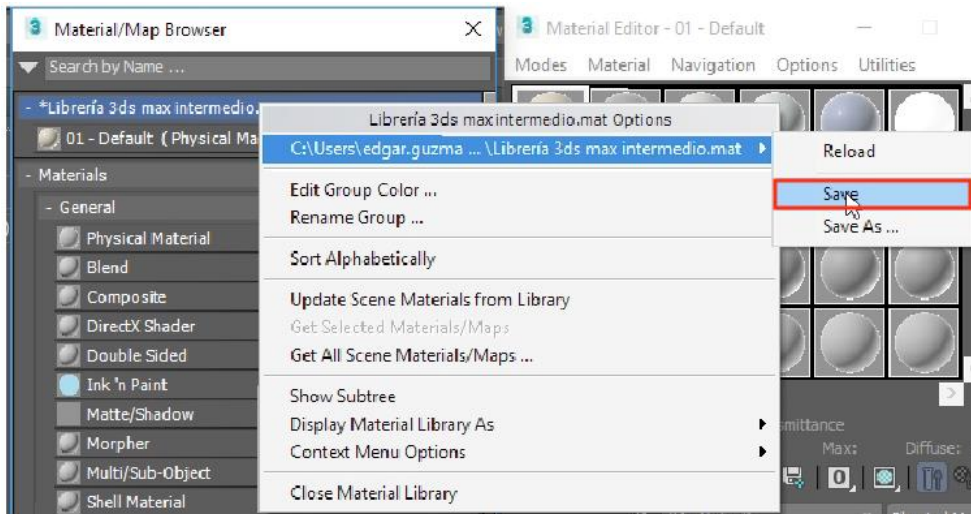 Material/Map Browser
Search by Name ...
- *Librería 3ds max intermedio.
01 - Default ( Physical Ma
- Materials
- General
Physical Material
Blend
Composite
DirectX Shader
Double Sided
Ink 'n Paint
Matte/Shadow
Morpher
Multi/Sub-Object
Shell Material
Librería 3ds max intermedio.mat Options
C:\Users\edgar.guzma ... \Librería 3ds max intermedio.mat
Edit Group Color ...
Rename Group ...
Sort Alphabetically
Update Scene Materials from Library
Get Selected Materials/Maps
Get All Scene Materials/Maps ...
Show Subtree
Display Material Library As
Context Menu Options
Close Material Library
Material Editor - 01 - Default
Modes Material Navigation Options Utilities
Reload
Save
Save As ...
smittance
Max: Diffuse:
0